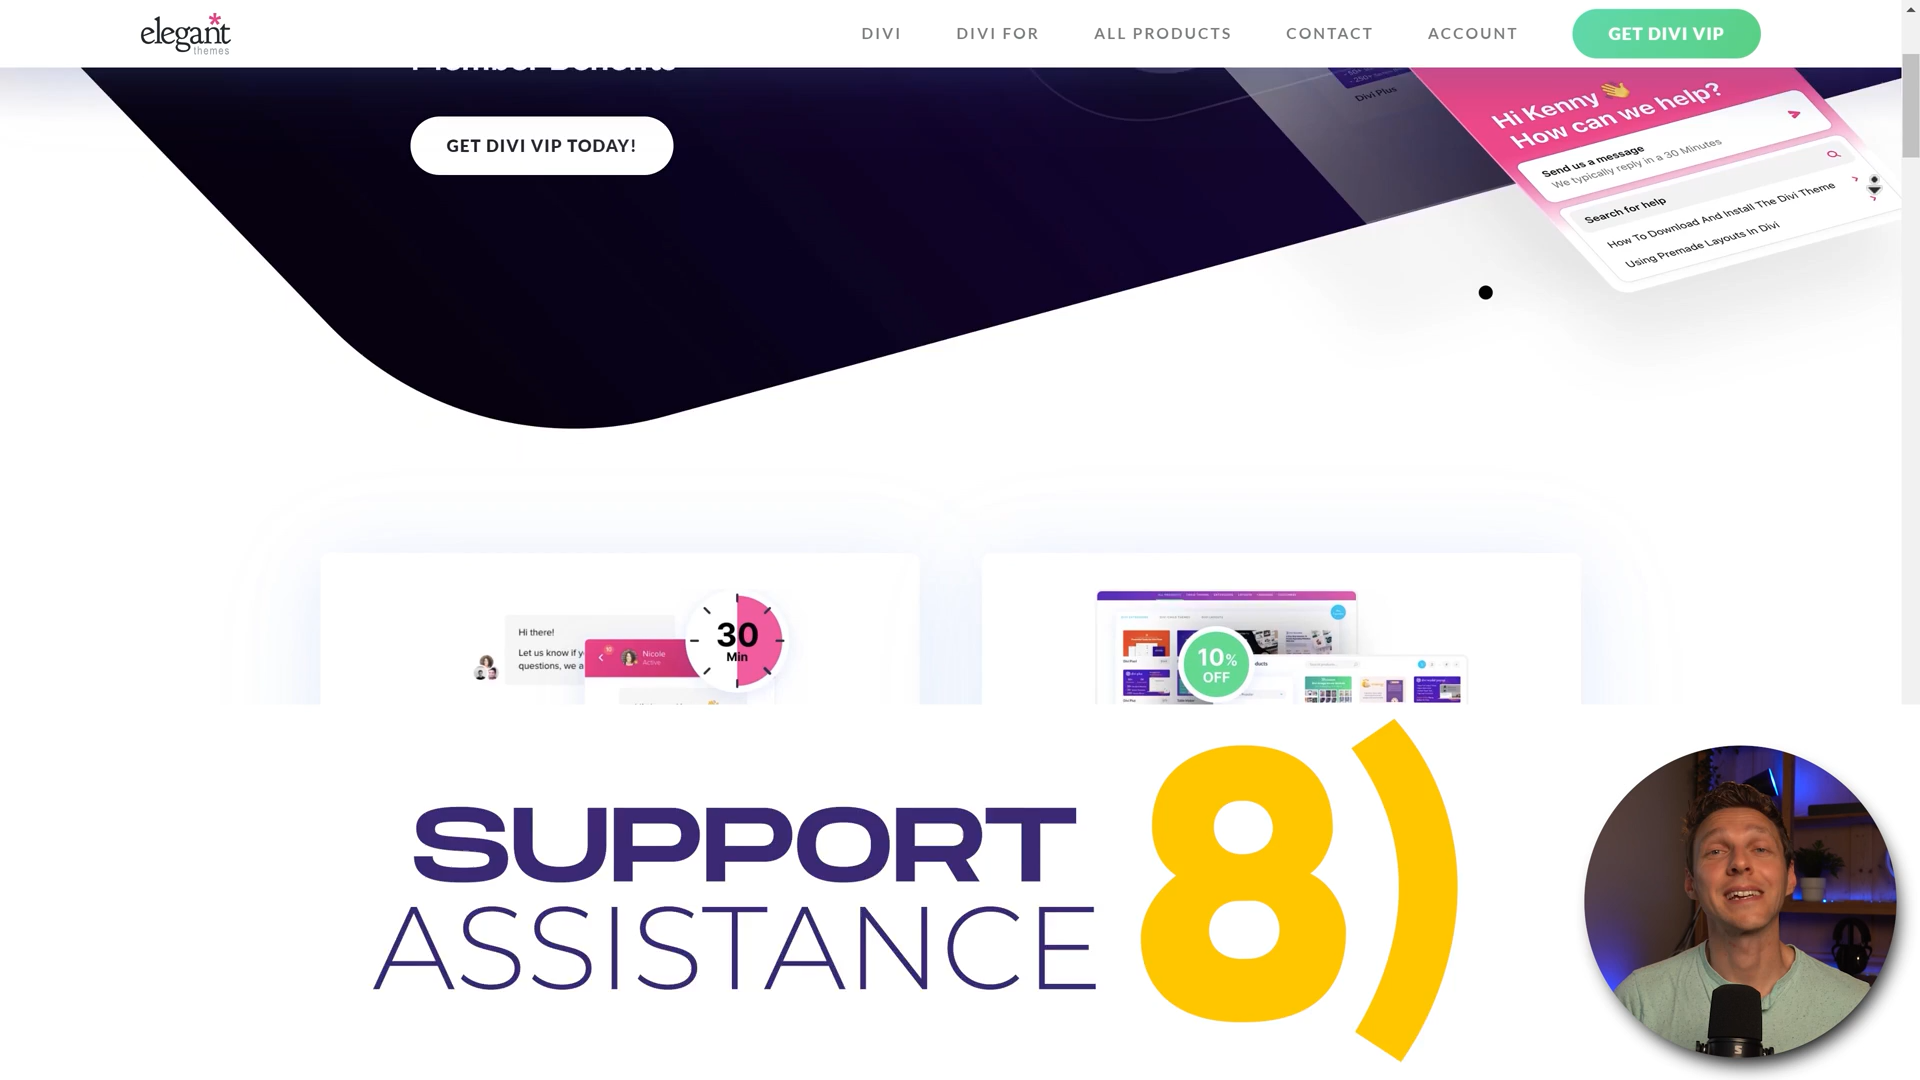 elegant
themes
DIVI
DIVI FOR
ALL PRODUCTS
CONTACT
ACCOUNT
GET DIVI VIP
Member Benefits
GET DIVI VIP TODAY!
Divi Plus
Hi Kenny 👋
How can we help?
Send us a message
We typically reply in a 30 Minutes
Search for help
How To Download And Install The Divi Theme
Using Premade Layouts In Divi
Hi there!
Let us know if y
questions, we a
Nicole
Active
30
Min
10%
OFF
SUPPORT
ASSISTANCE
8)